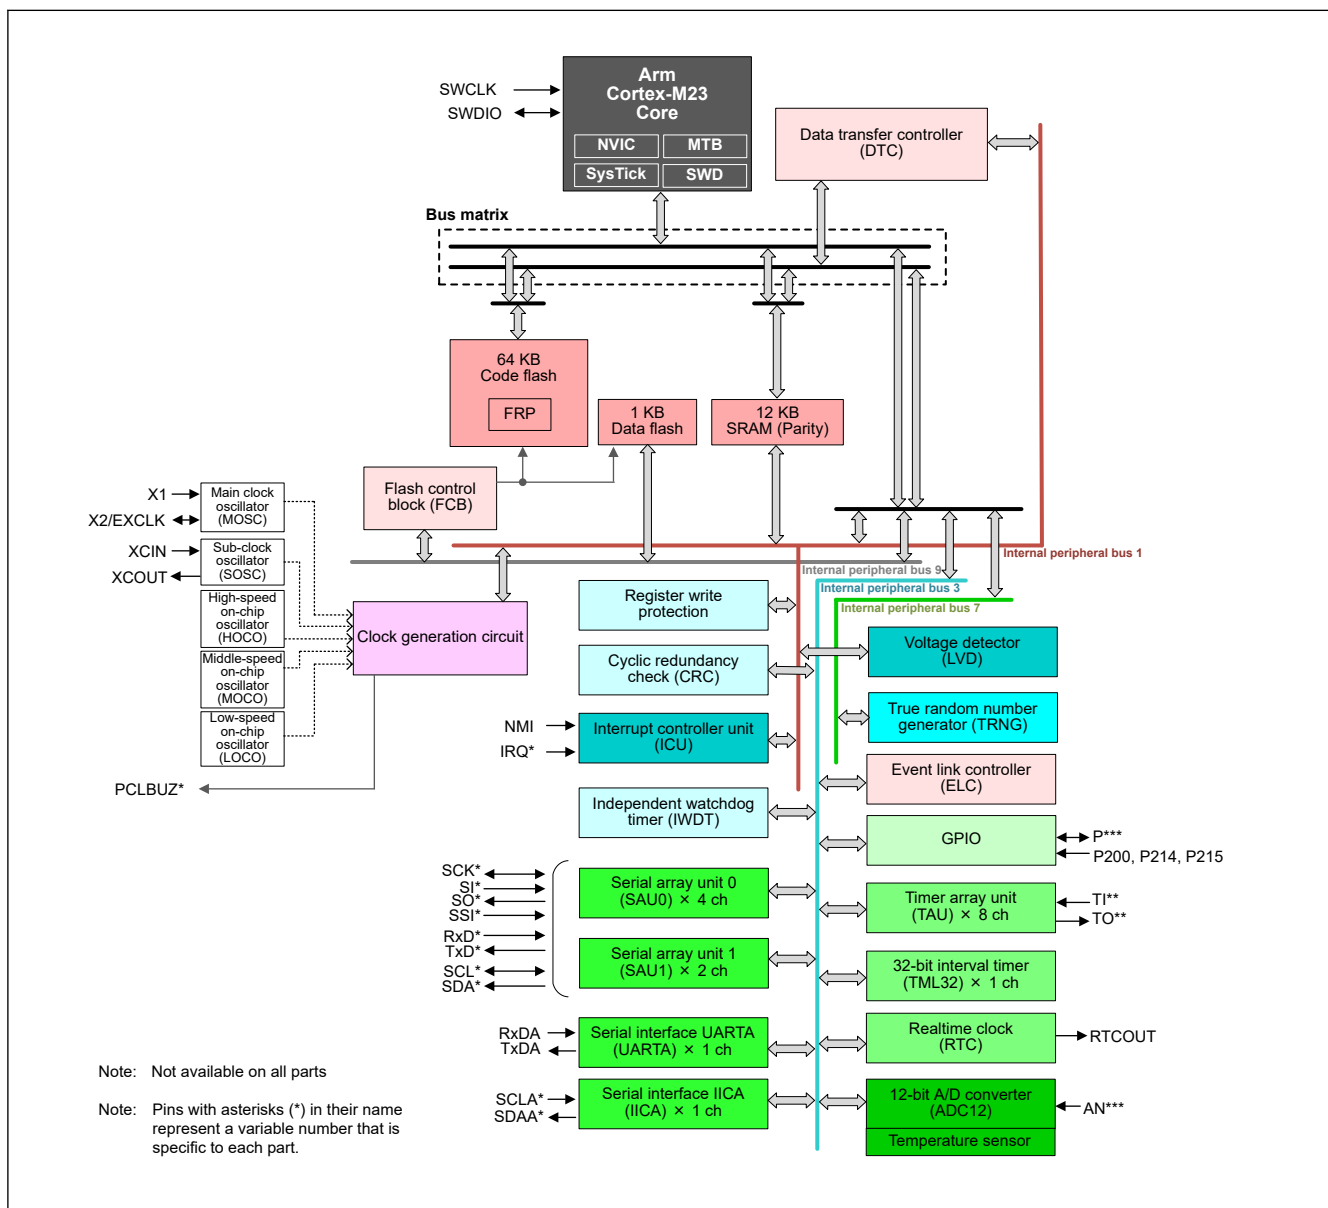 Arm
Cortex-M23
Core
NVIC
MTB
SysTick
SWD
SWCLK
SWDIO
Data transfer controller
(DTC)
Bus matrix
64 KB
Code flash
FRP
1 KB
Data flash
12 KB
SRAM (Parity)
Flash control
block (FCB)
X1
X2/EXCLK
Main clock
oscillator
(MOSC)
XCIN
XCOUT
Sub-clock
oscillator
(SOSC)
High-speed
on-chip
oscillator
(HOCO)
Middle-speed
on-chip
oscillator
(MOCO)
Low-speed
on-chip
oscillator
(LOCO)
Clock generation circuit
PCLBUZ*
Internal peripheral bus 1
Internal peripheral bus 9
Internal peripheral bus 3
Internal peripheral bus 7
Register write
protection
Cyclic redundancy
check (CRC)
NMI
IRQ*
Interrupt controller unit
(ICU)
Independent watchdog
timer (IWDT)
Voltage detector
(LVD)
True random number
generator (TRNG)
Event link controller
(ELC)
GPIO
P***
P200, P214, P215
SCK*
SI*
SO*
SSI*
RxD*
TxD*
SCL*
SDA*
Serial array unit 0
(SAU0) × 4 ch
Serial array unit 1
(SAU1) × 2 ch
Timer array unit
(TAU) × 8 ch
TI**
TO**
32-bit interval timer
(TML32) × 1 ch
RxDA
TxDA
Serial interface UARTA
(UARTA) × 1 ch
Realtime clock
(RTC)
RTCOUT
SCLA*
SDAA*
Serial interface IICA
(IICA) × 1 ch
12-bit A/D converter
(ADC12)
Temperature sensor
AN***
Note: Not available on all parts
Note: Pins with asterisks (*) in their name
represent a variable number that is
specific to each part.